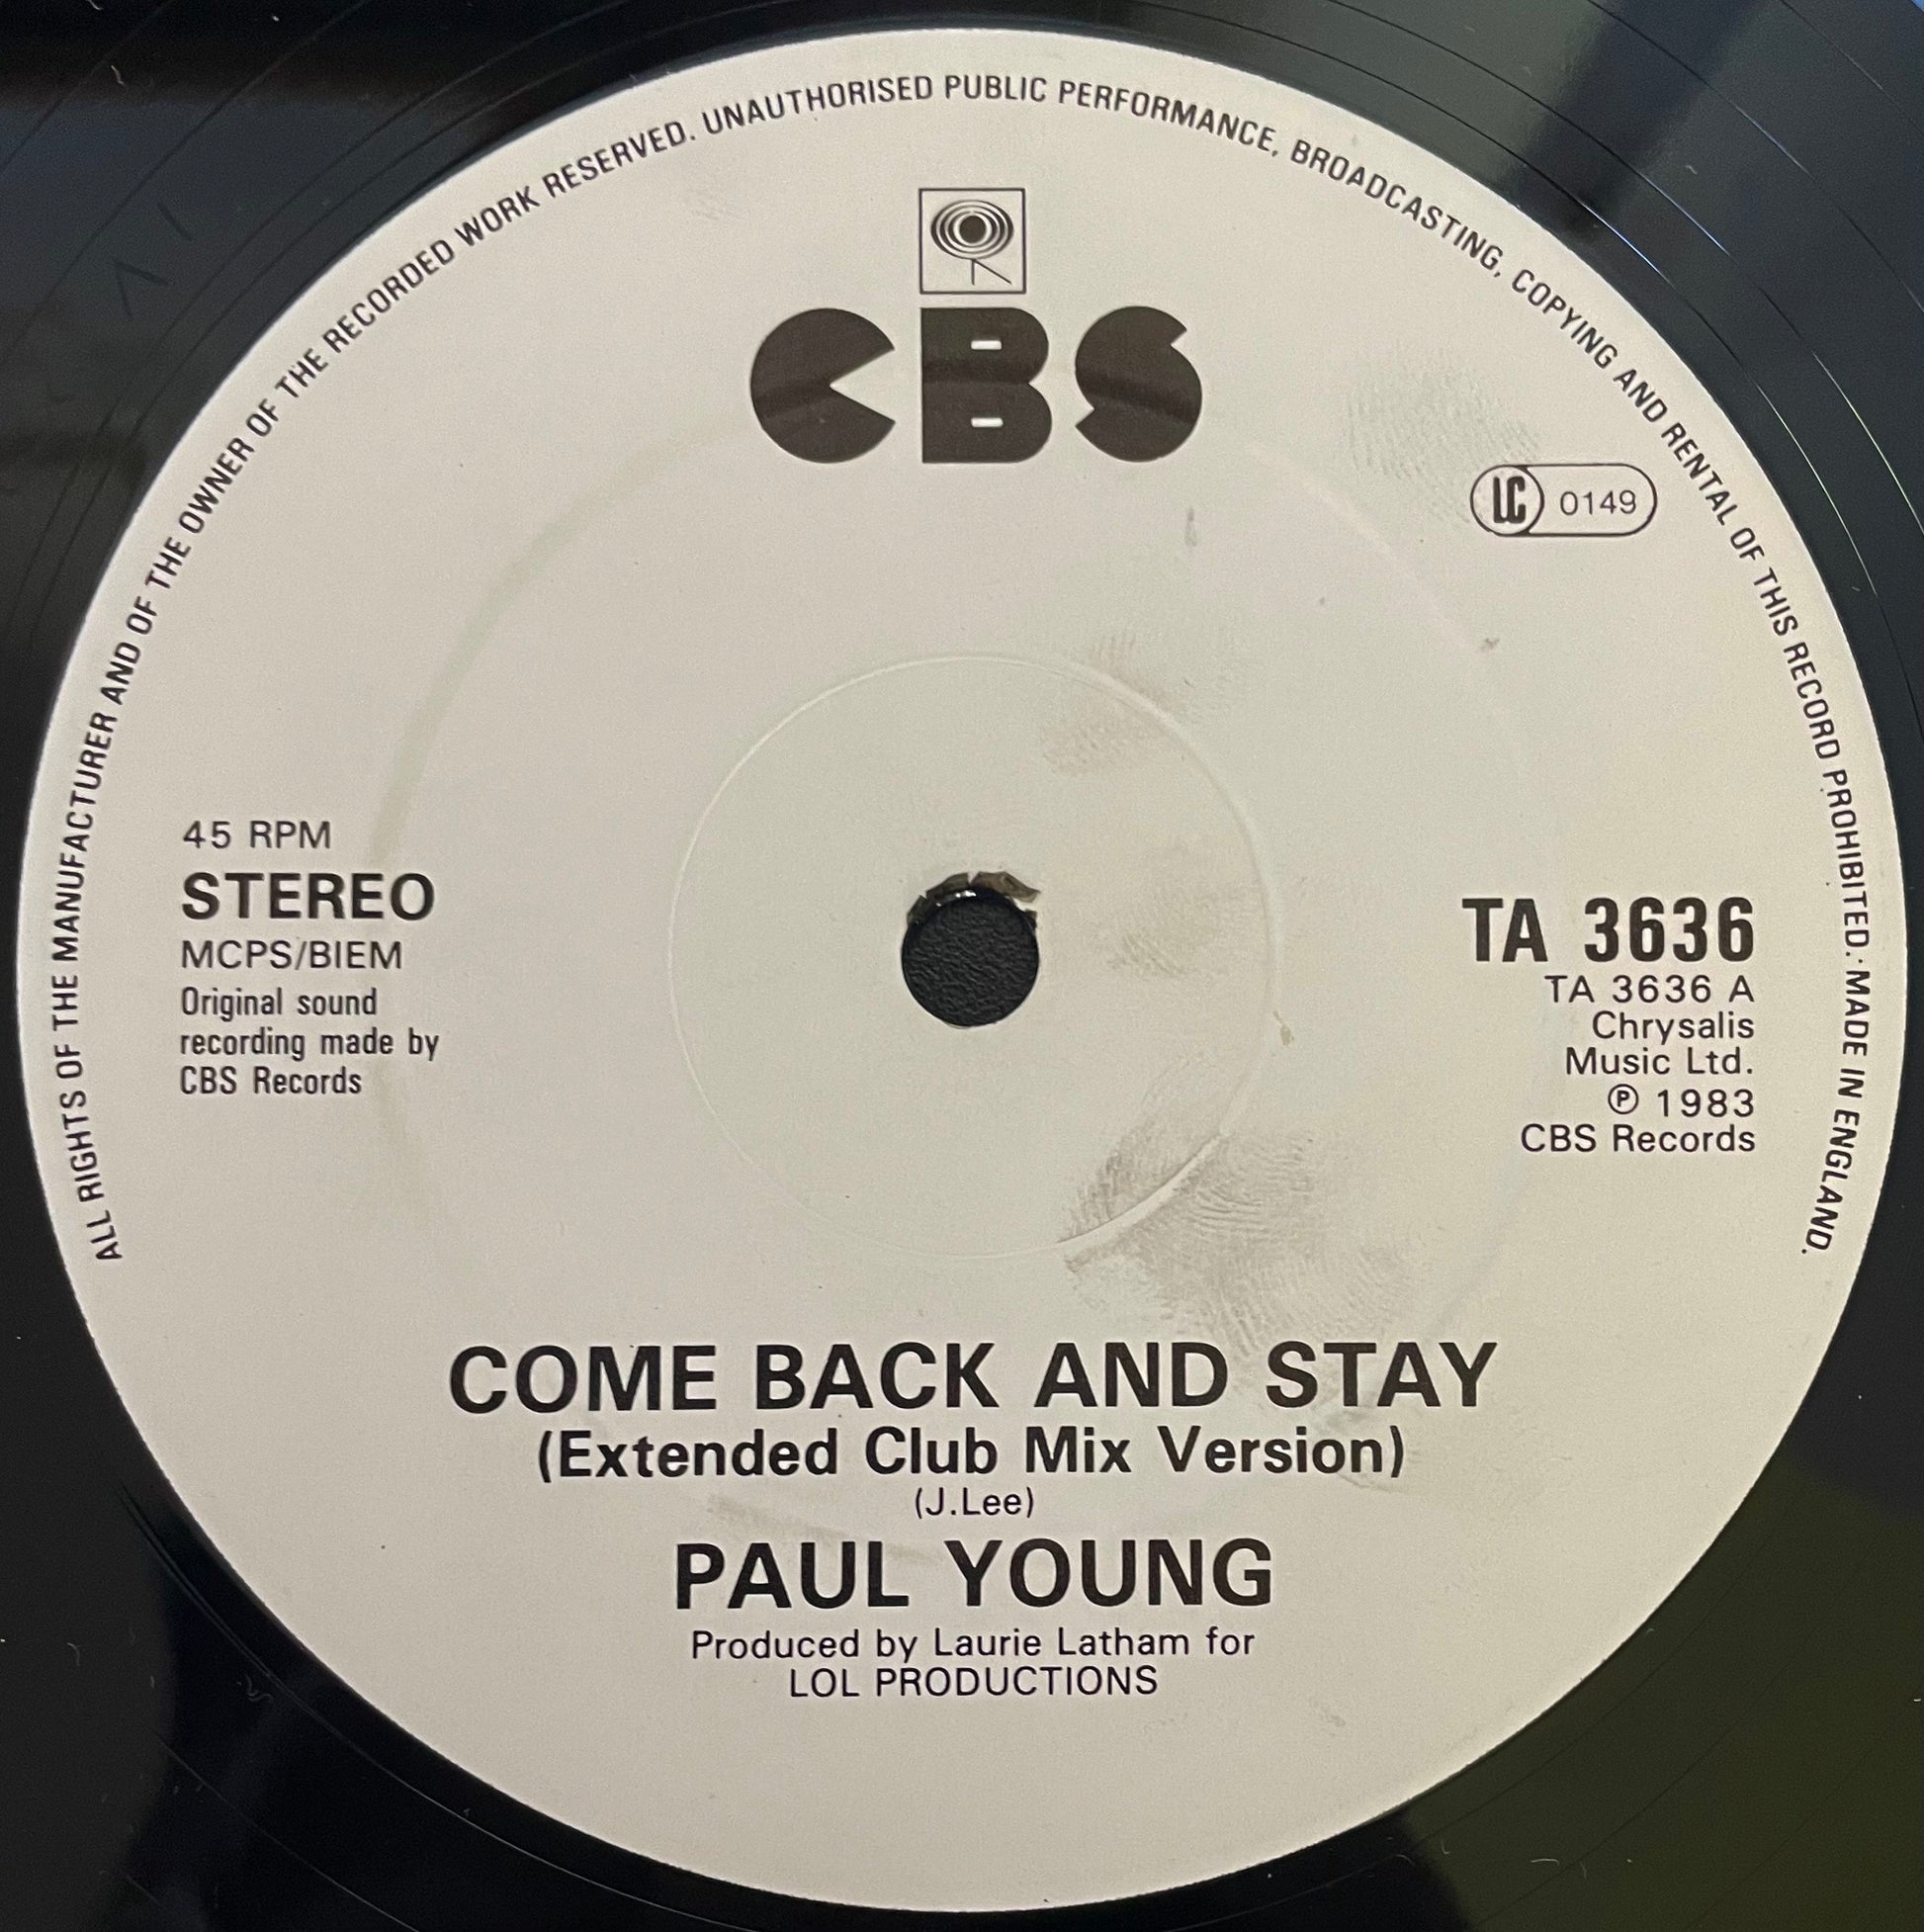 ALL RIGHTS OF THE MANUFACTURER AND OF THE OWNER OF THE RECORDED WORK RESERVED. UNAUTHORISED PUBLIC PERFORMANCE, BROADCASTING, COPYING AND RENTAL OF THIS RECORD PROHIBITED. MADE IN ENGLAND.
CBS
LC 0149
45 RPM
STEREO
MCPS/BIEM
Original sound
recording made by
CBS Records
TA 3636
TA 3636 A
Chrysalis
Music Ltd.
℗ 1983
CBS Records
COME BACK AND STAY
(Extended Club Mix Version)
(J.Lee)
PAUL YOUNG
Produced by Laurie Latham for
LOL PRODUCTIONS